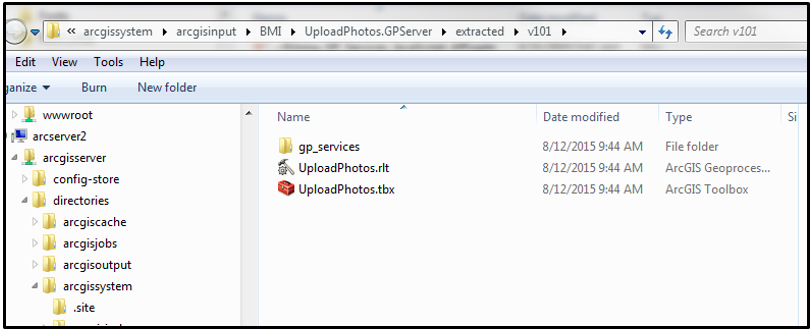 « arcgissystem ▸ arcgisinput ▸ BMI ▸ UploadPhotos.GPServer ▸ extracted ▸ v101 ▸ Search v101
Edit View Tools Help
ganize Burn New folder
wwwroot
arcserver2
arcgisserver
config-store
directories
arcgiscache
arcgisjobs
arcgisoutput
arcgissystem
.site
Name Date modified Type Si
gp_services 8/12/2015 9:44 AM File folder
UploadPhotos.rlt 8/12/2015 9:44 AM ArcGIS Geoproces...
UploadPhotos.tbx 8/12/2015 9:44 AM ArcGIS Toolbox